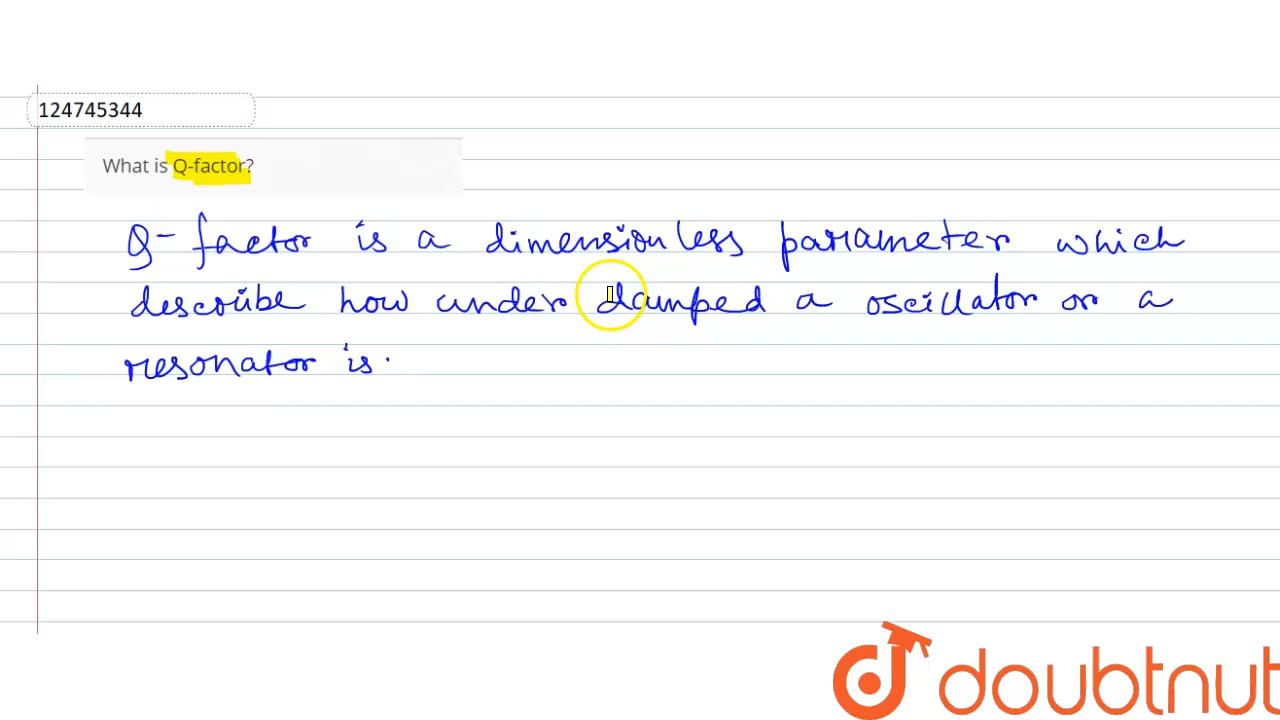 124745344
What is Q-factor?
Q-factor is a dimensionless parameter which
describe how under damped a oscillator or a
resonator is.
doubtnut